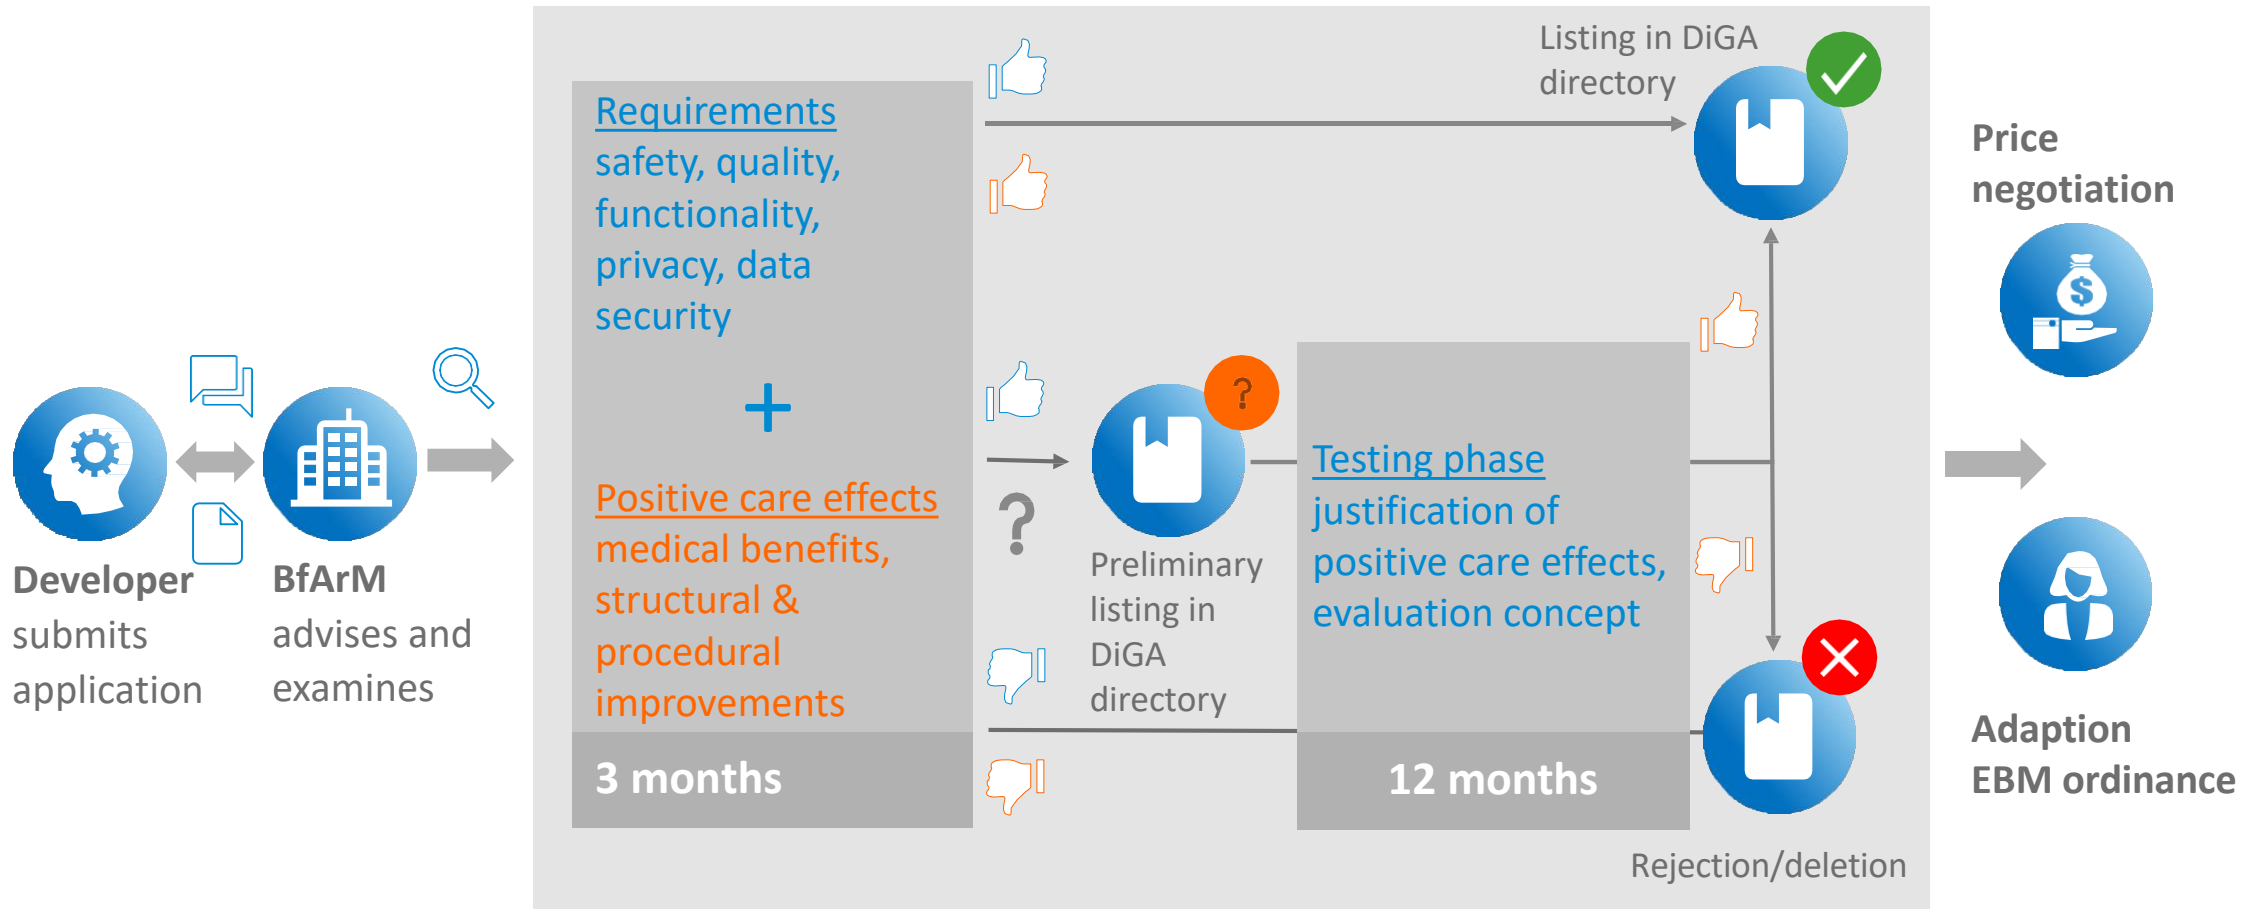 Developer
submits
application
BfArM
advises and
examines
Requirements
safety, quality,
functionality,
privacy, data
security
+
Positive care effects
medical benefits,
structural &
procedural
improvements
3 months
?
?
Preliminary
listing in
DiGA
directory
Testing phase
justification of
positive care effects,
evaluation concept
12 months
Listing in DiGA
directory
Rejection/deletion
Price
negotiation
$
Adaption
EBM ordinance